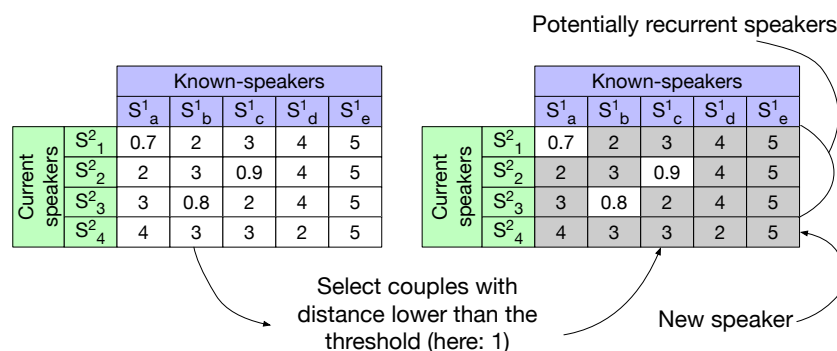 Potentially recurrent speakers
Known-speakers
S¹a S¹b S¹c S¹d S¹e
Current speakers
S²1 0.7 2 3 4 5
S²2 2 3 0.9 4 5
S²3 3 0.8 2 4 5
S²4 4 3 3 2 5
Known-speakers
S¹a S¹b S¹c S¹d S¹e
Current speakers
S²1 0.7 2 3 4 5
S²2 2 3 0.9 4 5
S²3 3 0.8 2 4 5
S²4 4 3 3 2 5
Select couples with
distance lower than the
threshold (here: 1)
New speaker